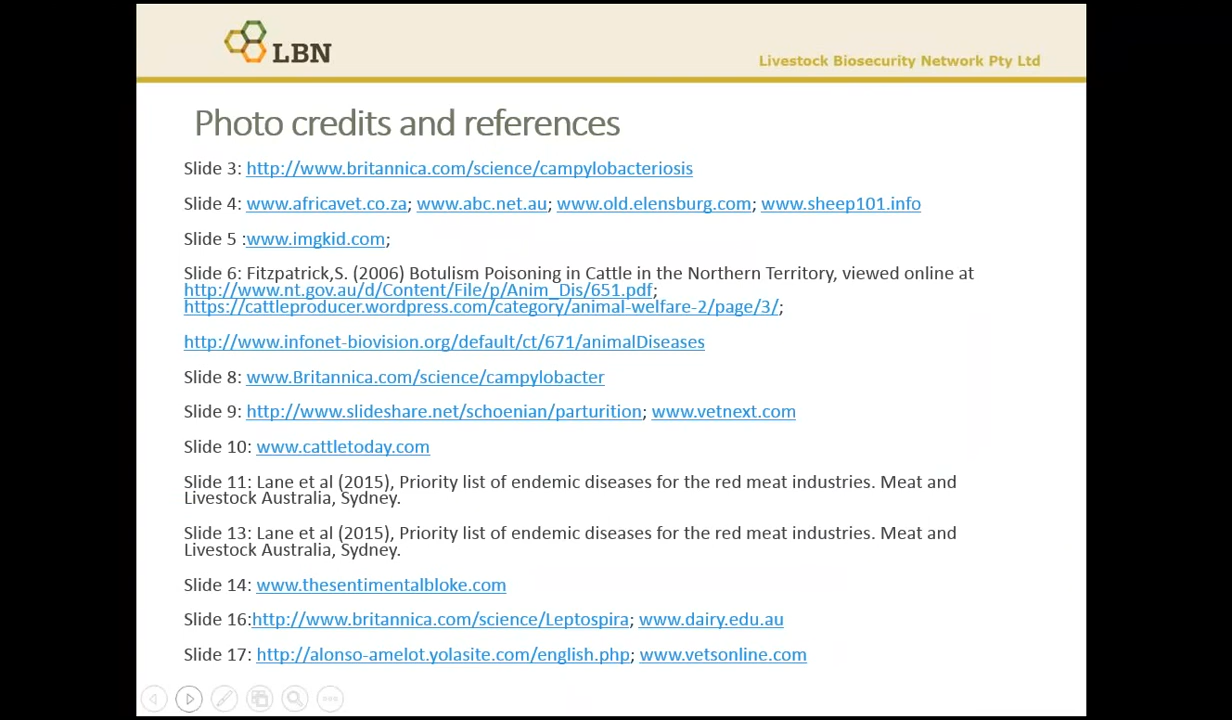 LBN
Livestock Biosecurity Network Pty Ltd
Photo credits and references
Slide 3: http://www.britannica.com/science/campylobacteriosis
Slide 4: www.africavet.co.za; www.abc.net.au; www.old.elensburg.com; www.sheep101.info
Slide 5 :www.imgkid.com;
Slide 6: Fitzpatrick,S. (2006) Botulism Poisoning in Cattle in the Northern Territory, viewed online at
http://www.nt.gov.au/d/Content/File/p/Anim_Dis/651.pdf;
https://cattleproducer.wordpress.com/category/animal-welfare-2/page/3/;
http://www.infonet-biovision.org/default/ct/671/animalDiseases
Slide 8: www.Britannica.com/science/campylobacter
Slide 9: http://www.slideshare.net/schoenian/parturition; www.vetnext.com
Slide 10: www.cattletoday.com
Slide 11: Lane et al (2015), Priority list of endemic diseases for the red meat industries. Meat and
Livestock Australia, Sydney.
Slide 13: Lane et al (2015), Priority list of endemic diseases for the red meat industries. Meat and
Livestock Australia, Sydney.
Slide 14: www.thesentimentalbloke.com
Slide 16:http://www.britannica.com/science/Leptospira; www.dairy.edu.au
Slide 17: http://alonso-amelot.yolasite.com/english.php; www.vetsonline.com